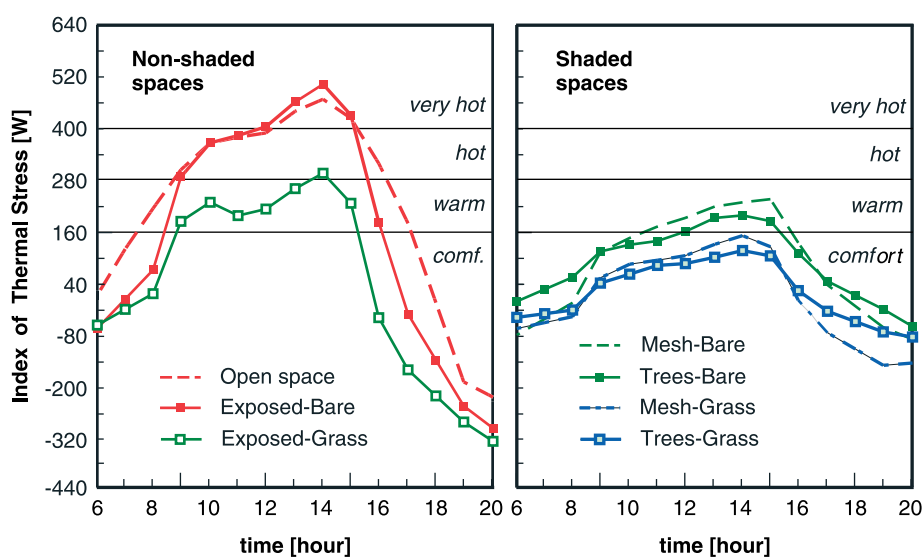 Index of Thermal Stress [W]
640
520
400
280
160
40
-80
-200
-320
-440
Non-shaded
spaces
very hot
hot
warm
comf.
Open space
Exposed-Bare
Exposed-Grass
6 8 10 12 14 16 18 20
time [hour]
Shaded
spaces
very hot
hot
warm
comfort
Mesh-Bare
Trees-Bare
Mesh-Grass
Trees-Grass
6 8 10 12 14 16 18 20
time [hour]